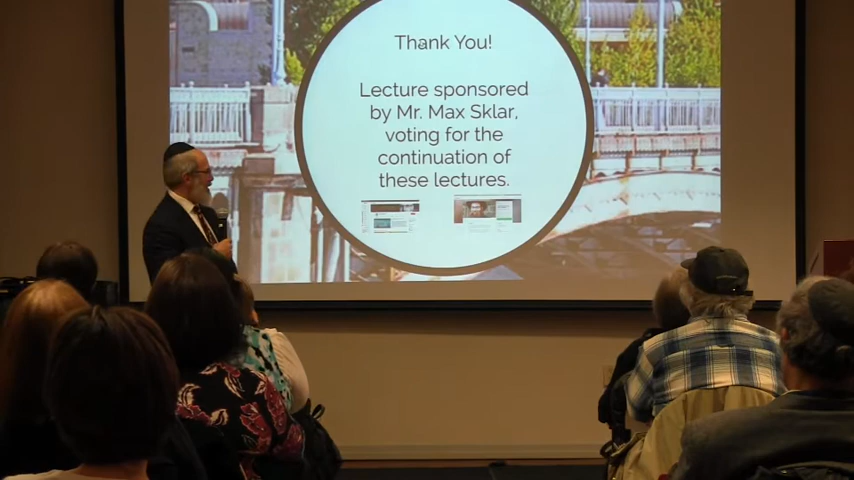 Thank You!
Lecture sponsored
by Mr. Max Sklar,
voting for the
continuation of
these lectures.